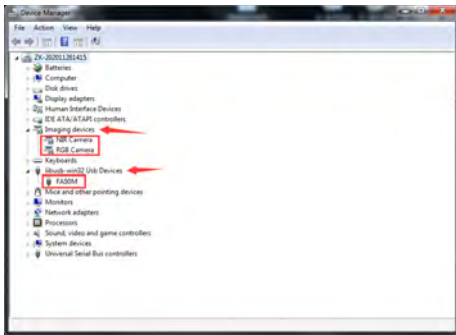 Device Manager
File Action View Help
ZK-202011261415
Batteries
Computer
Disk drives
Display adapters
Human Interface Devices
IDE ATA/ATAPI controllers
Imaging devices
NIR Camera
RGB Camera
Keyboards
libusb-win32 Usb Devices
FA00M
Mice and other pointing devices
Monitors
Network adapters
Processors
Sound, video and game controllers
System devices
Universal Serial Bus controllers